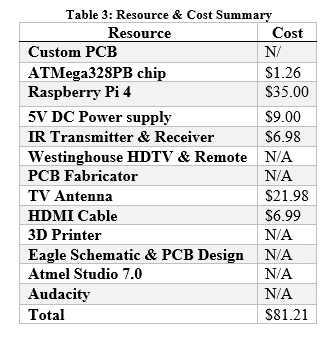 Table 3: Resource & Cost Summary
Resource Cost
Custom PCB N/
ATMega328PB chip $1.26
Raspberry Pi 4 $35.00
5V DC Power supply $9.00
IR Transmitter & Receiver $6.98
Westinghouse HDTV & Remote N/A
PCB Fabricator N/A
TV Antenna $21.98
HDMI Cable $6.99
3D Printer N/A
Eagle Schematic & PCB Design N/A
Atmel Studio 7.0 N/A
Audacity N/A
Total $81.21